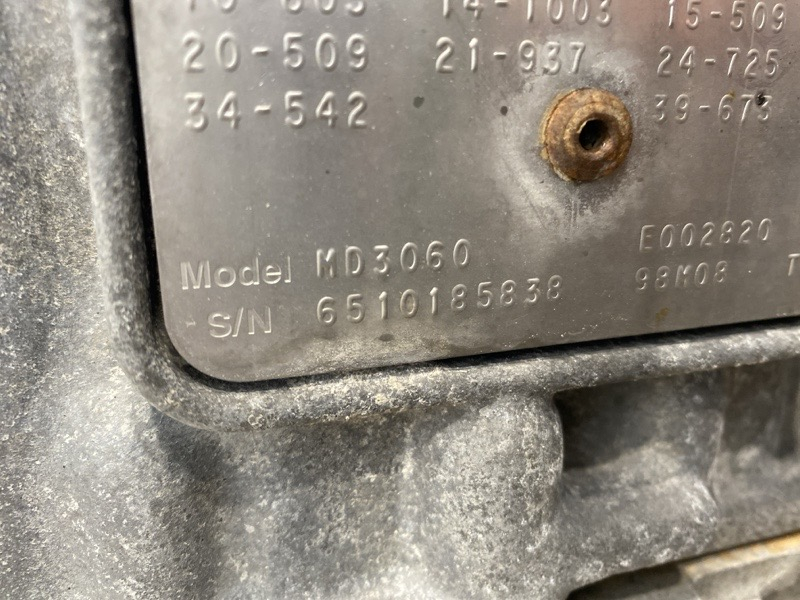 14-1003 15-509
20-509 21-937 24-725
34-542 39-673
Model MD3060 E002820
S/N 6510185838 98M08 T